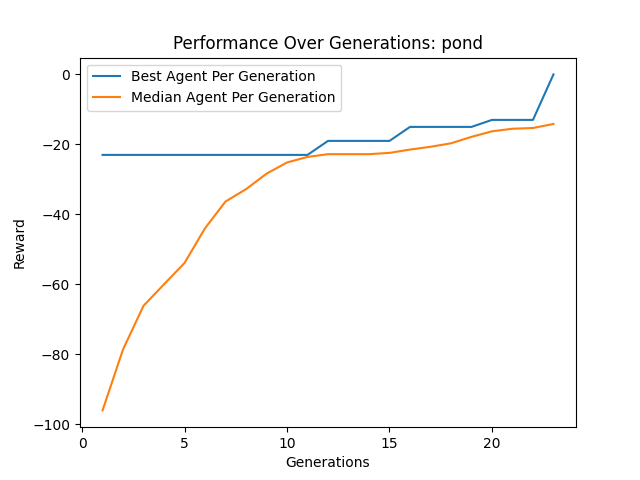 Performance Over Generations: pond
Best Agent Per Generation
Median Agent Per Generation
0
−20
−40
−60
−80
−100
Reward
0 5 10 15 20
Generations